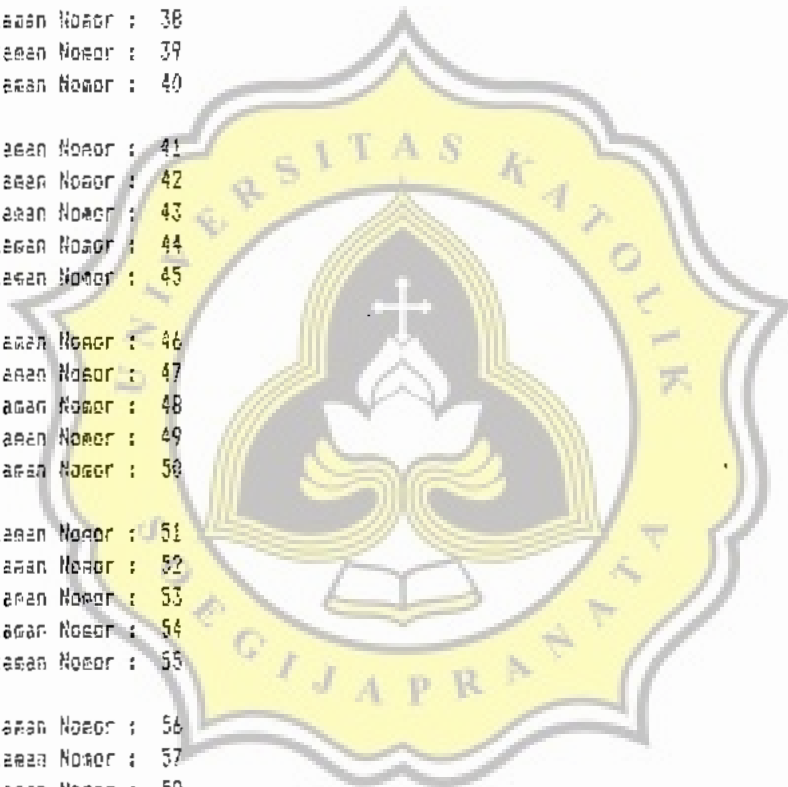 aman Nomor : 38
aman Nomor : 39
aman Nomor : 40
aman Nomor : 41
aman Nomor : 42
aman Nomor : 43
aman Nomor : 44
aman Nomor : 45
aman Nomor : 46
aman Nomor : 47
aman Nomor : 48
aman Nomor : 49
aman Nomor : 50
aman Nomor : 51
aman Nomor : 52
aman Nomor : 53
aman Nomor : 54
aman Nomor : 55
aman Nomor : 56
aman Nomor : 57
aman Nomor :
UNIVERSITAS KATOLIK
SOEGIJAPRANATA